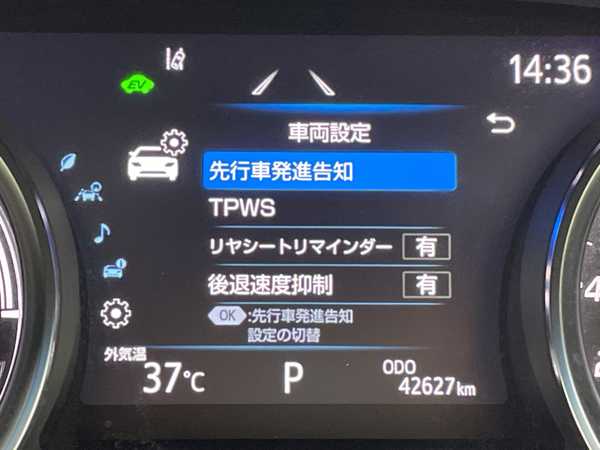 14:36
EV
車両設定
先行車発進告知
TPWS
リヤシートリマインダー 有
後退速度抑制 有
OK :先行車発進告知
設定の切替
外気温
37℃
P
ODO
42627km